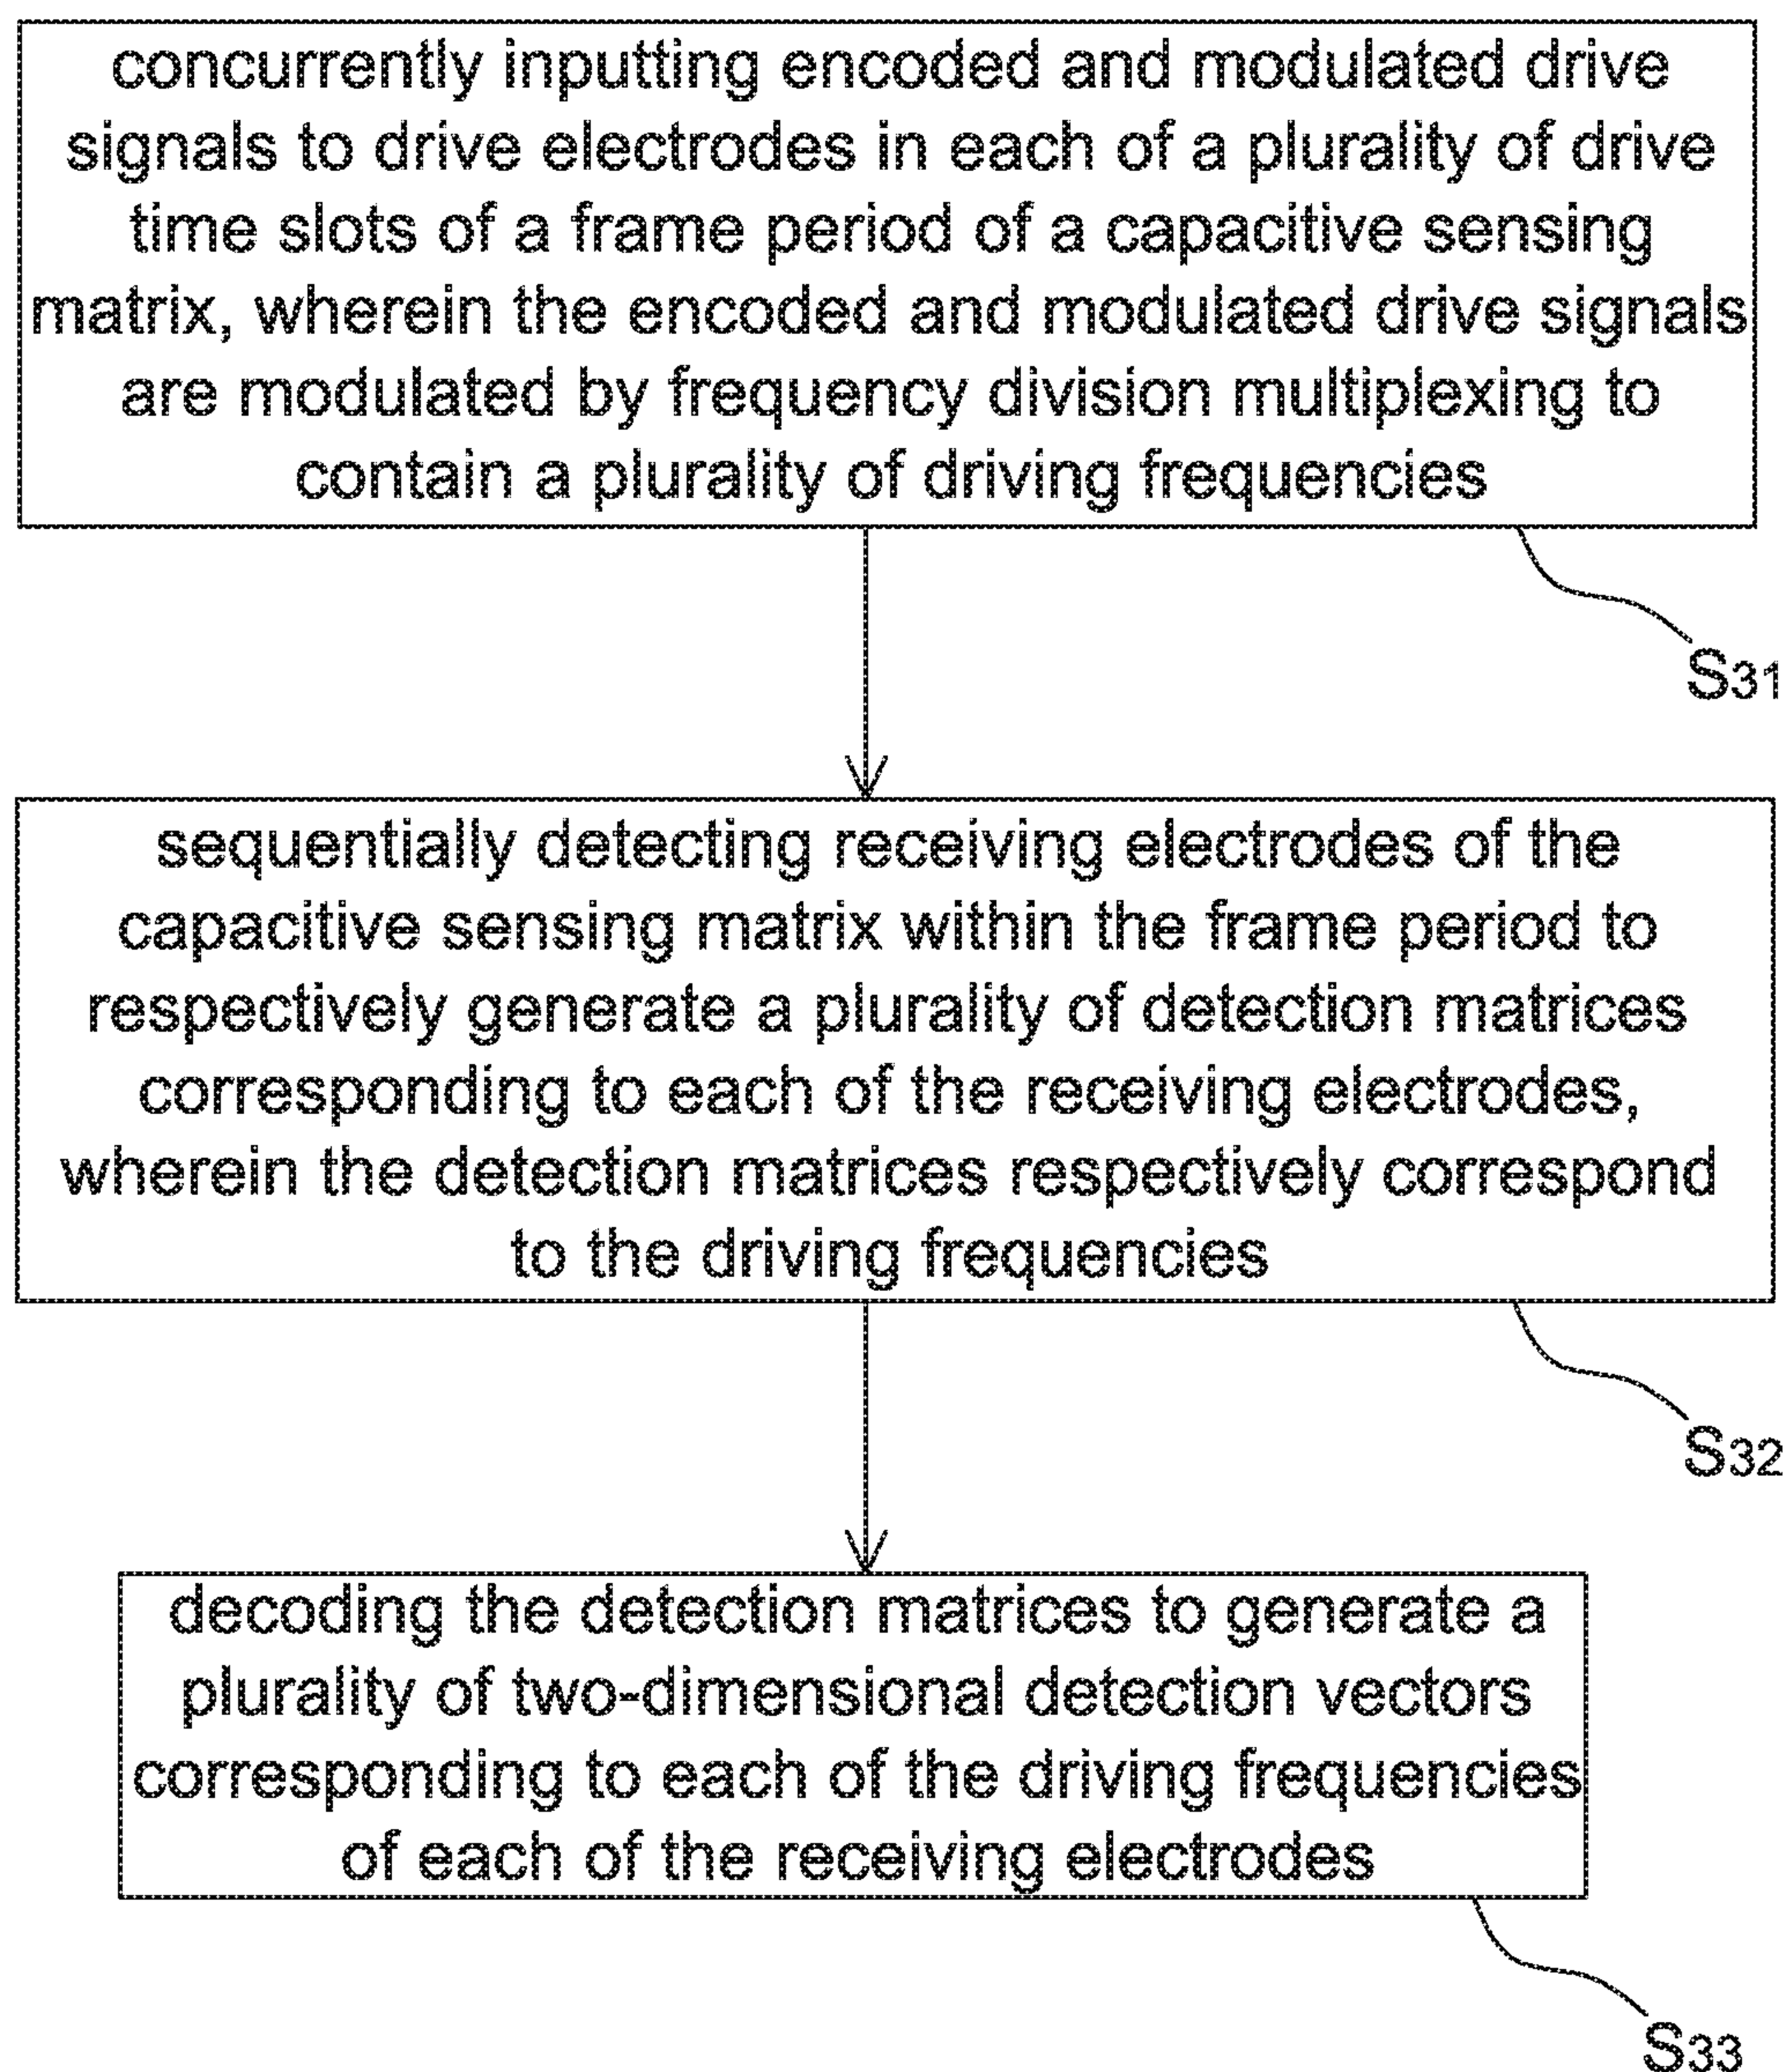 concurrently inputting encoded and modulated drive
signals to drive electrodes in each of a plurality of drive
time slots of a frame period of a capacitive sensing
matrix, wherein the encoded and modulated drive signals
are modulated by frequency division multiplexing to
contain a plurality of driving frequencies
S31
sequentially detecting receiving electrodes of the
capacitive sensing matrix within the frame period to
respectively generate a plurality of detection matrices
corresponding to each of the receiving electrodes,
wherein the detection matrices respectively correspond
to the driving frequencies
S32
decoding the detection matrices to generate a
plurality of two-dimensional detection vectors
corresponding to each of the driving frequencies
of each of the receiving electrodes
S33